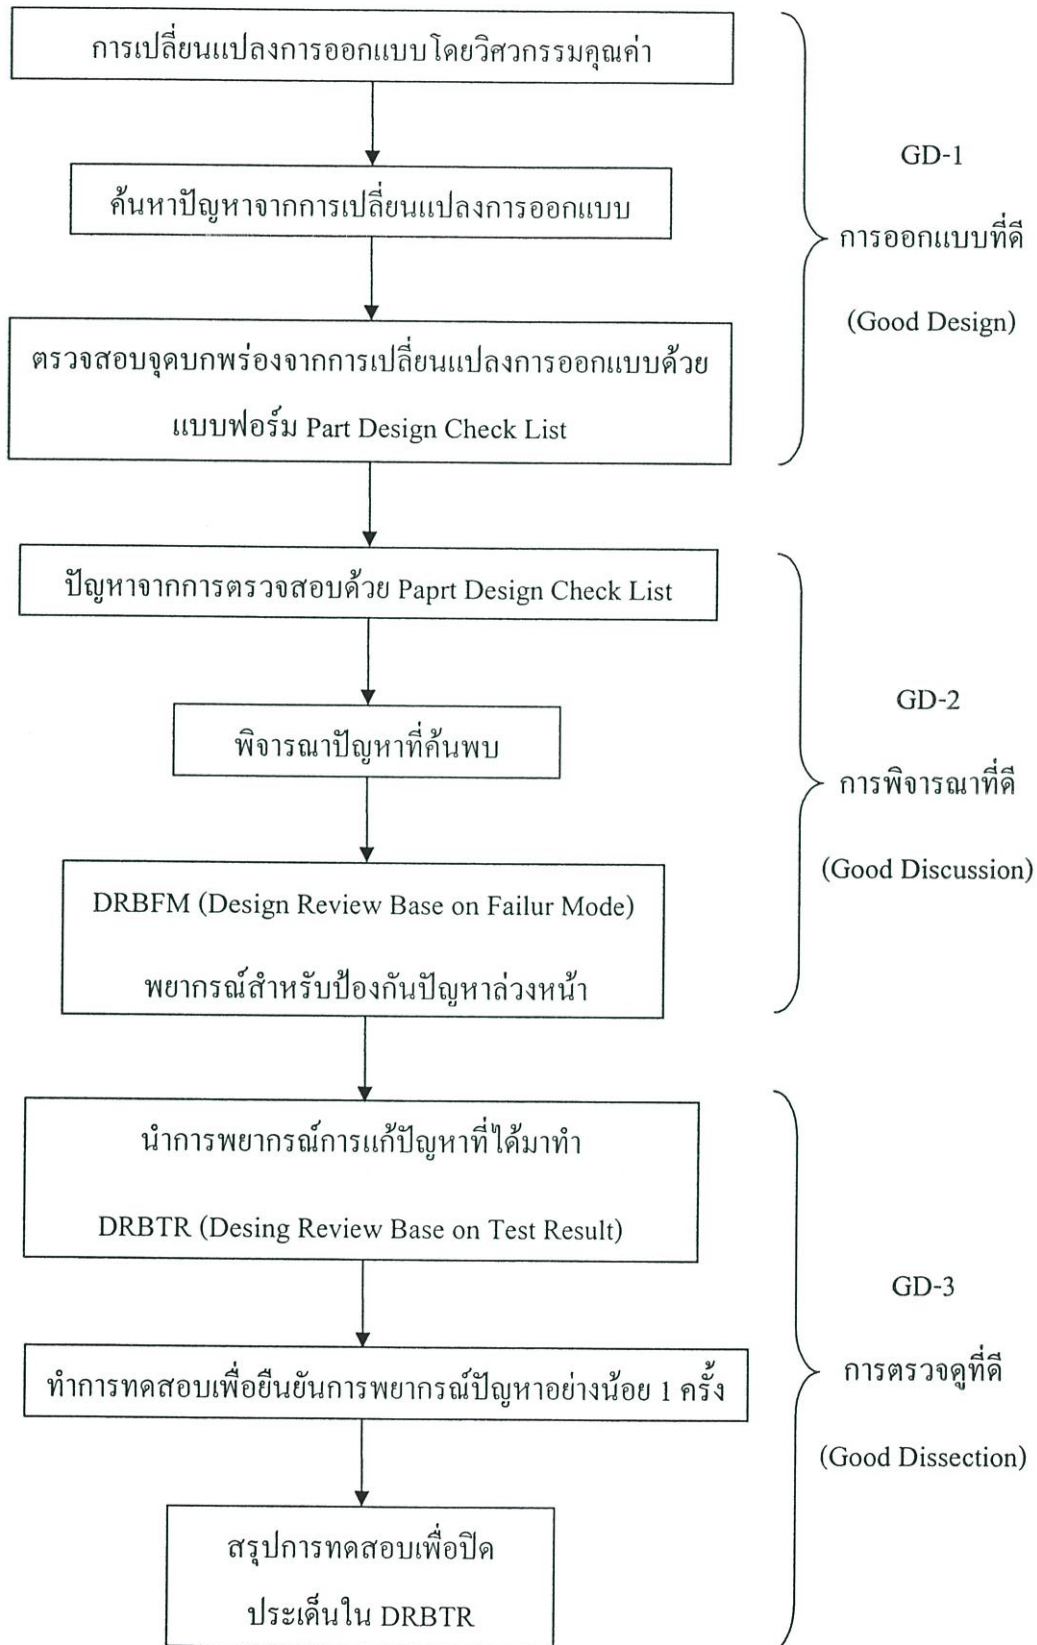 การเปลี่ยนแปลงการออกแบบโดยวิศวกรรมคุณค่า
ค้นหาปัญหาจากการเปลี่ยนแปลงการออกแบบ
ตรวจสอบจุดบกพร่องจากการเปลี่ยนแปลงการออกแบบด้วย
แบบฟอร์ม Part Design Check List
GD-1
การออกแบบที่ดี
(Good Design)
ปัญหาจากการตรวจสอบด้วย Paprt Design Check List
พิจารณาปัญหาที่ค้นพบ
DRBFM (Design Review Base on Failur Mode)
พยากรณ์สำหรับป้องกันปัญหาล่วงหน้า
GD-2
การพิจารณาที่ดี
(Good Discussion)
นำการพยากรณ์การแก้ปัญหาที่ได้มาทำ
DRBTR (Desing Review Base on Test Result)
ทำการทดสอบเพื่อยืนยันการพยากรณ์ปัญหาอย่างน้อย 1 ครั้ง
สรุปการทดสอบเพื่อปิด
ประเด็นใน DRBTR
GD-3
การตรวจดูที่ดี
(Good Dissection)